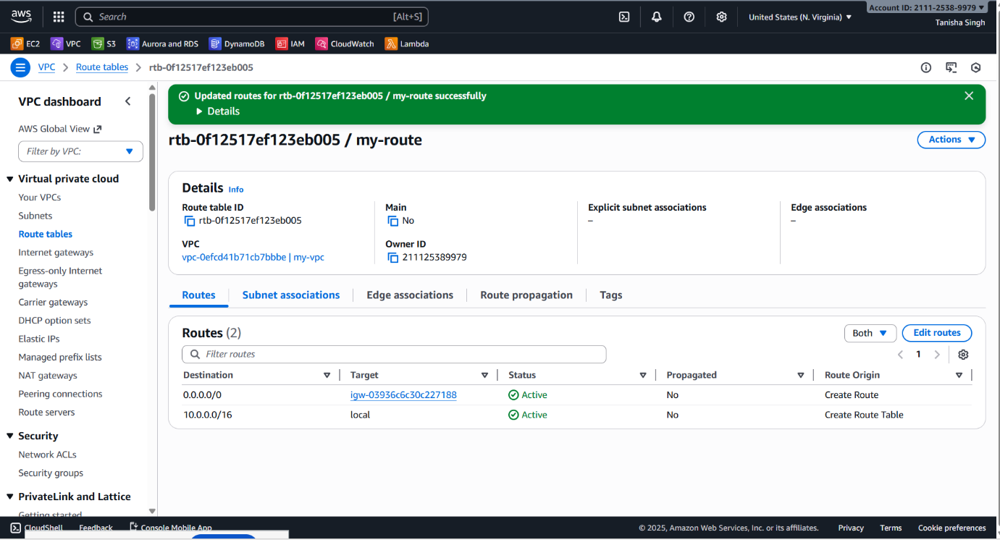 aws
Search [Alt+S]
United States (N. Virginia)
Account ID: 2111-2538-9979
Tanisha Singh
EC2 VPC S3 Aurora and RDS DynamoDB IAM CloudWatch Lambda
VPC Route tables rtb-0f12517ef123eb005
VPC dashboard
AWS Global View
Filter by VPC:
Virtual private cloud
Your VPCs
Subnets
Route tables
Internet gateways
Egress-only Internet
gateways
Carrier gateways
DHCP option sets
Elastic IPs
Managed prefix lists
NAT gateways
Peering connections
Route servers
Security
Network ACLs
Security groups
PrivateLink and Lattice
Getting started
Updated routes for rtb-0f12517ef123eb005 / my-route successfully
Details
rtb-0f12517ef123eb005 / my-route
Actions
Details Info
Route table ID
rtb-0f12517ef123eb005
VPC
vpc-0efcd41b71cb7bbbe | my-vpc
Main
No
Owner ID
211125389979
Explicit subnet associations
–
Edge associations
–
Routes Subnet associations Edge associations Route propagation Tags
Routes (2)
Both
Edit routes
Filter routes
1
Destination Target Status Propagated Route Origin
0.0.0.0/0 igw-03936c6c30c227188 Active No Create Route
10.0.0.0/16 local Active No Create Route Table
CloudShell Feedback Console Mobile App
© 2025, Amazon Web Services, Inc. or its affiliates. Privacy Terms Cookie preferences